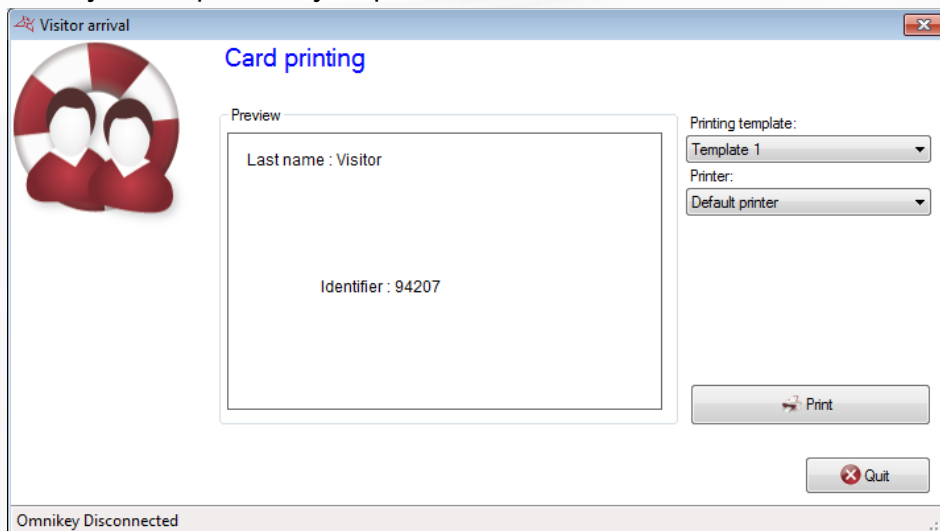 Visitor arrival
Card printing
Preview
Last name : Visitor
Identifier : 94207
Printing template:
Template 1
Printer:
Default printer
Print
Quit
Omnikey Disconnected